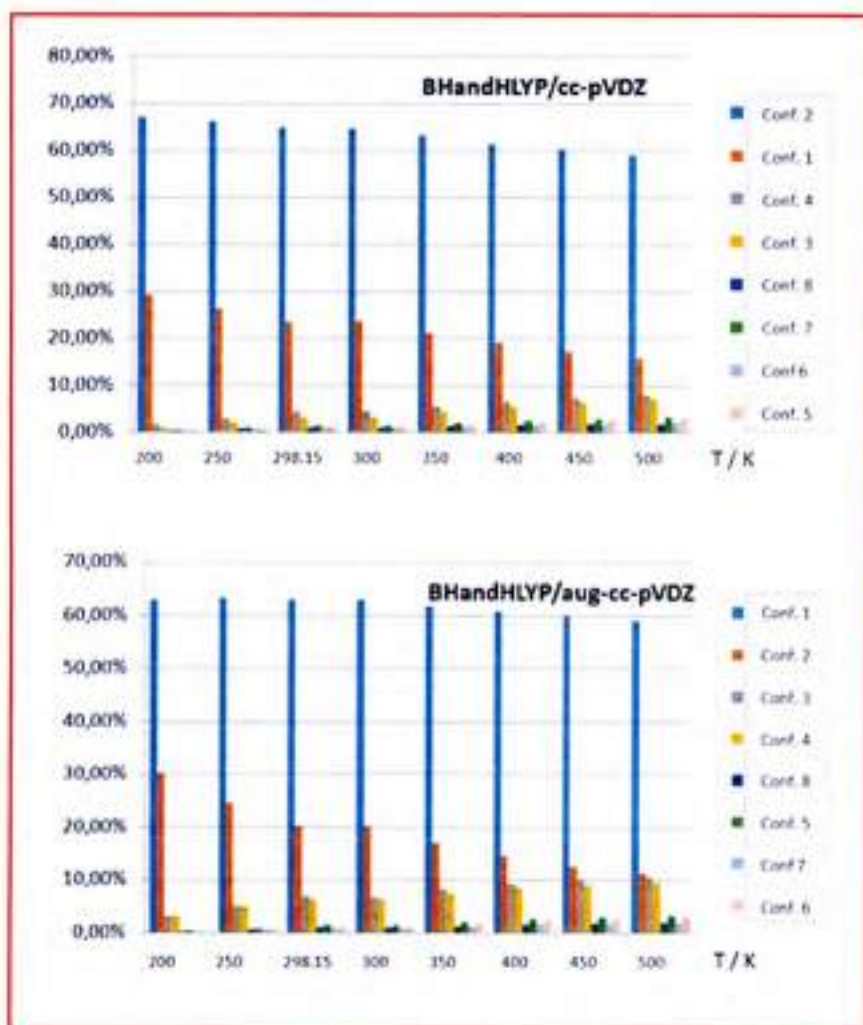 80,00%
BHandHLYP/cc-pVDZ
70,00%
60,00%
50,00%
40,00%
30,00%
20,00%
10,00%
0,00%
200 250 298.15 300 350 400 450 500 T / K
Conf. 2
Conf. 1
Conf. 4
Conf. 3
Conf. 8
Conf. 7
Conf 6
Conf. 5
70,00%
BHandHLYP/aug-cc-pVDZ
60,00%
50,00%
40,00%
30,00%
20,00%
10,00%
0,00%
200 250 298.15 300 350 400 450 500 T / K
Conf. 1
Conf. 2
Conf. 3
Conf. 4
Conf. 8
Conf. 5
Conf 7
Conf. 6